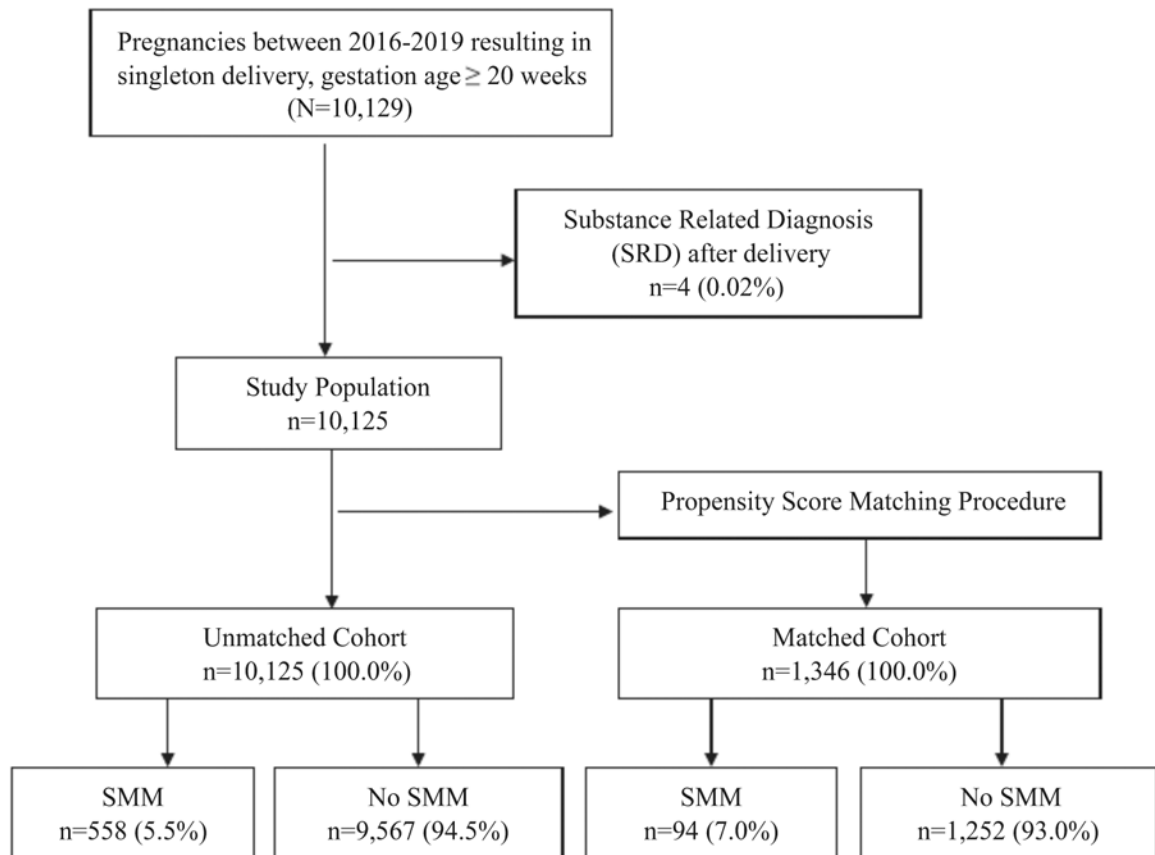 Pregnancies between 2016-2019 resulting in
singleton delivery, gestation age ≥ 20 weeks
(N=10,129)
Substance Related Diagnosis
(SRD) after delivery
n=4 (0.02%)
Study Population
n=10,125
Propensity Score Matching Procedure
Unmatched Cohort
n=10,125 (100.0%)
Matched Cohort
n=1,346 (100.0%)
SMM
n=558 (5.5%)
No SMM
n=9,567 (94.5%)
SMM
n=94 (7.0%)
No SMM
n=1,252 (93.0%)